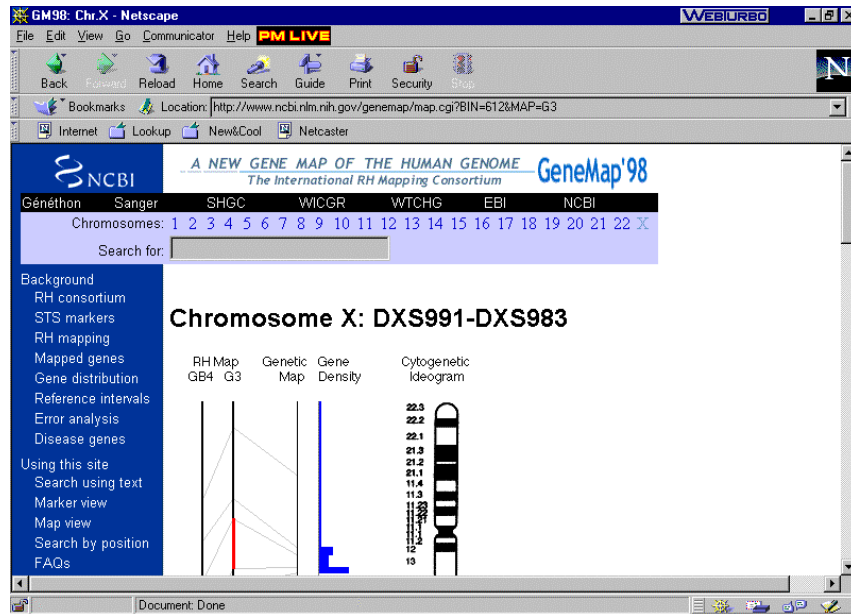 GM98: Chr.X - Netscape
WEBTURBO
File Edit View Go Communicator Help PM LIVE
Back Forward Reload Home Search Guide Print Security Stop
N
Bookmarks Location: http://www.ncbi.nlm.nih.gov/genemap/map.cgi?BIN=612&MAP=G3
Internet Lookup New&Cool Netcaster
NCBI
A NEW GENE MAP OF THE HUMAN GENOME
The International RH Mapping Consortium
GeneMap'98
Généthon Sanger SHGC WICGR WTCHG EBI NCBI
Chromosomes: 1 2 3 4 5 6 7 8 9 10 11 12 13 14 15 16 17 18 19 20 21 22 X
Search for:
Background
RH consortium
STS markers
RH mapping
Mapped genes
Gene distribution
Reference intervals
Error analysis
Disease genes
Using this site
Search using text
Marker view
Map view
Search by position
FAQs
Chromosome X: DXS991-DXS983
RH Map
GB4 G3
Genetic
Map
Gene
Density
Cytogenetic
Ideogram
22.3
22.2
22.1
21.3
21.2
21.1
11.4
11.3
11.2
12
13
Document: Done